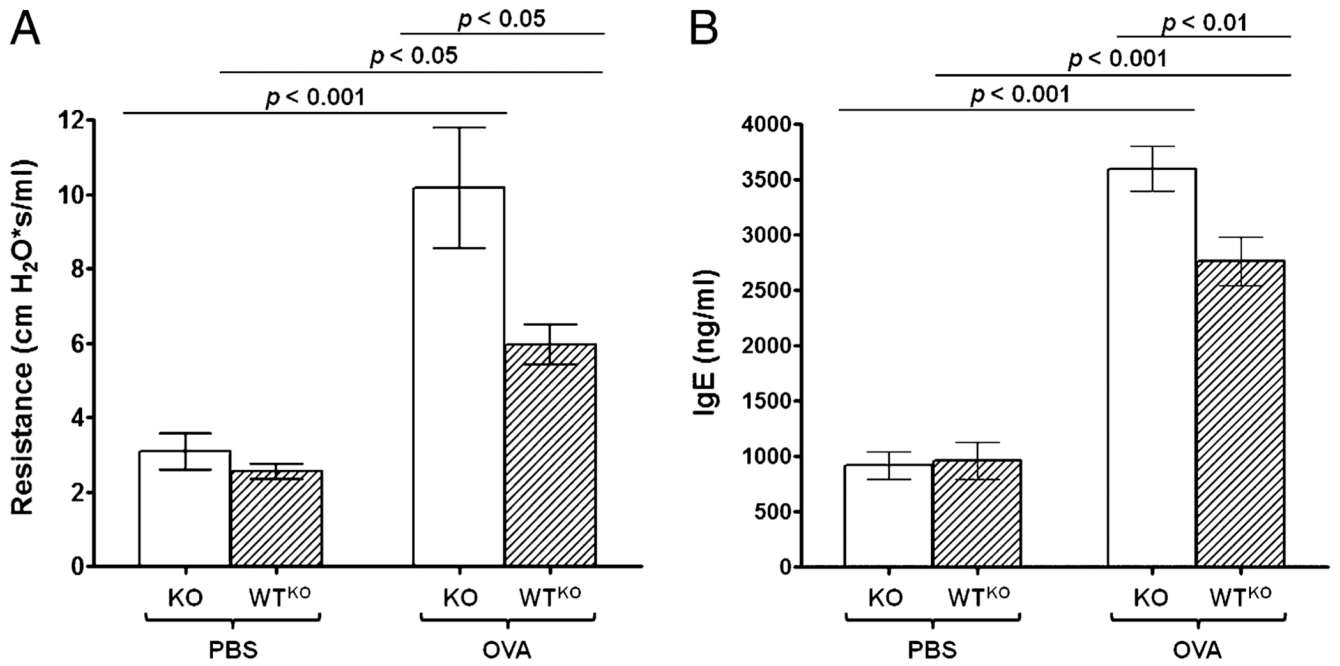 A
p < 0.05
p < 0.05
p < 0.001
Resistance (cm H₂O*s/ml)
12
10
8
6
4
2
0
KO WTᴷᴼ KO WTᴷᴼ
PBS OVA
B
p < 0.01
p < 0.001
p < 0.001
IgE (ng/ml)
4000
3500
3000
2500
2000
1500
1000
500
0
KO WTᴷᴼ KO WTᴷᴼ
PBS OVA